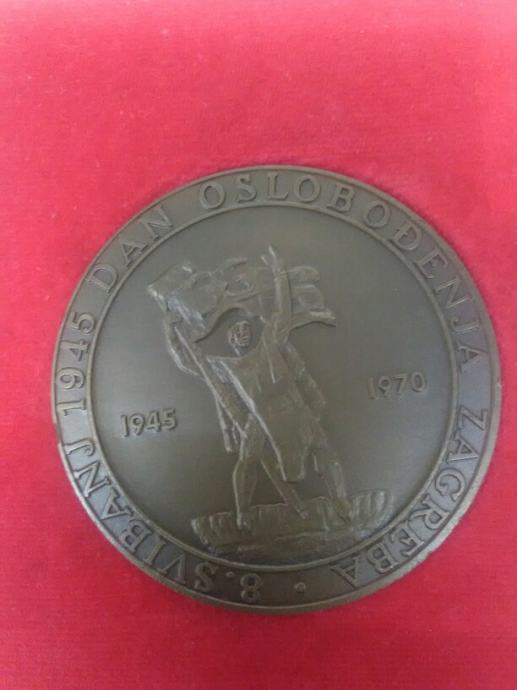 8. SVIBANJ 1945 DAN OSLOBOĐENJA ZAGREBA •
1945
1970